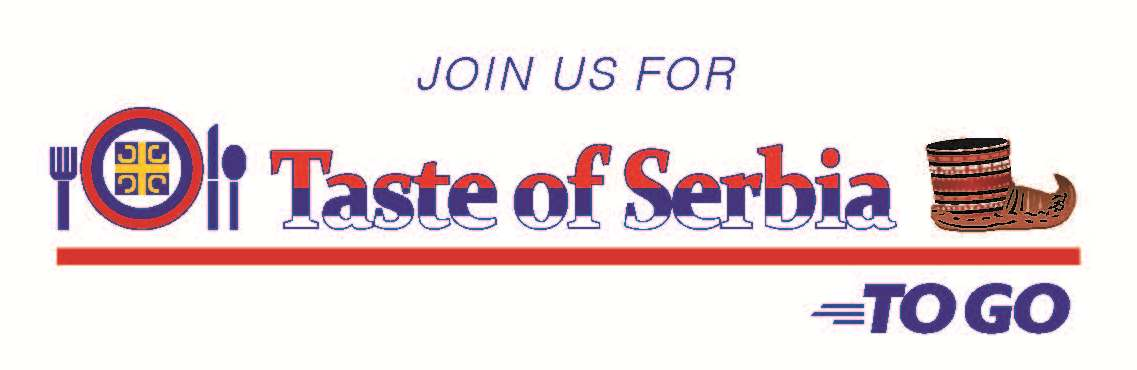 JOIN US FOR
Taste of Serbia
TO GO